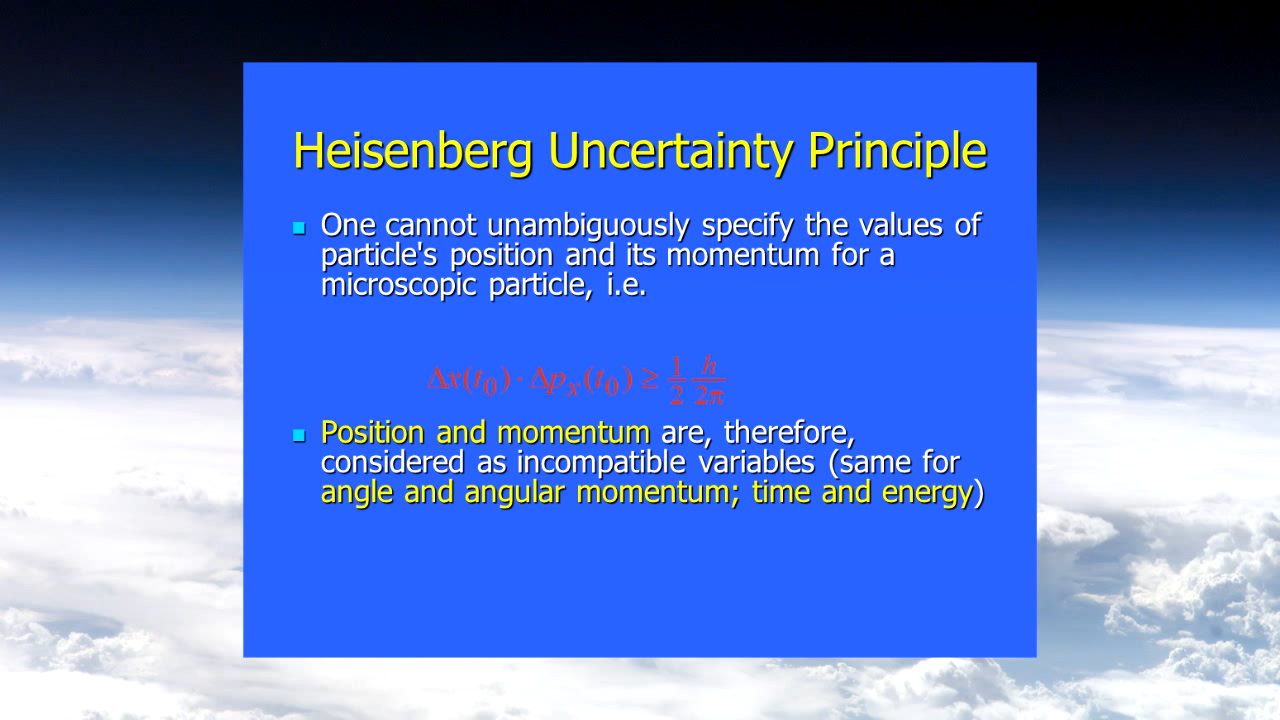 Heisenberg Uncertainty Principle
One cannot unambiguously specify the values of
particle's position and its momentum for a
microscopic particle, i.e.
Δx(t₀)·Δpₓ(t₀) ≥ 1/2 h/2π
Position and momentum are, therefore,
considered as incompatible variables (same for
angle and angular momentum; time and energy)